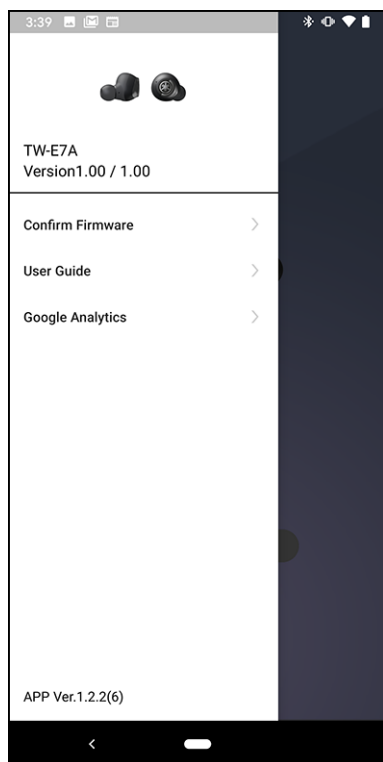 3:39
TW-E7A
Version1.00 / 1.00
Confirm Firmware
User Guide
Google Analytics
APP Ver.1.2.2(6)